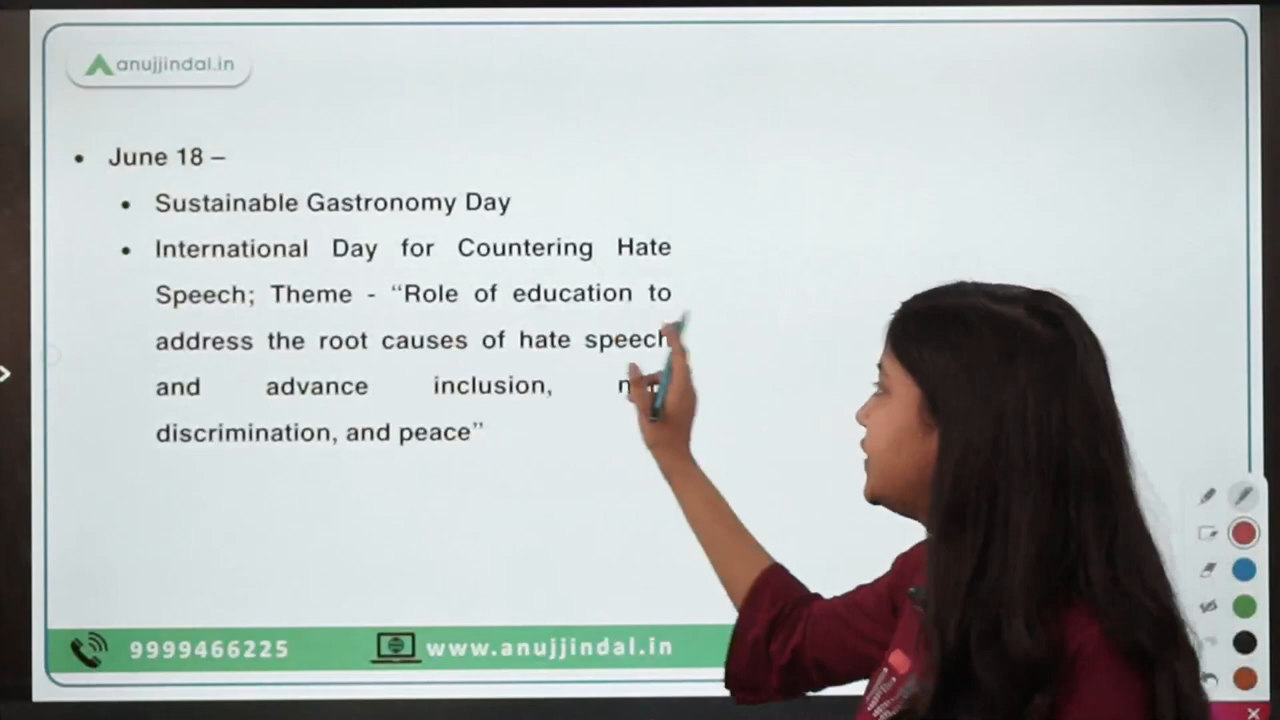 anujjindal.in
June 18 –
Sustainable Gastronomy Day
International Day for Countering Hate
Speech; Theme - “Role of education to
address the root causes of hate speech
and advance inclusion,
discrimination, and peace”
9999466225 www.anujjindal.in